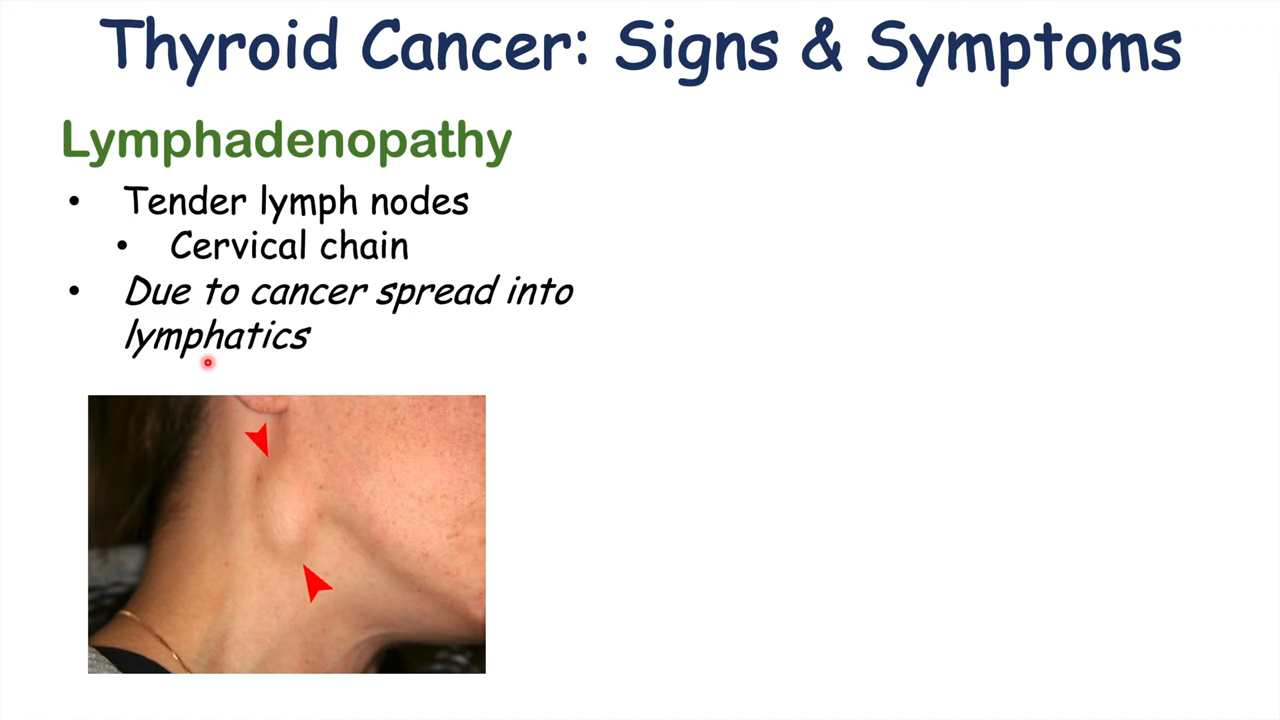 Thyroid Cancer: Signs & Symptoms
Lymphadenopathy
• Tender lymph nodes
• Cervical chain
• Due to cancer spread into
lymphatics